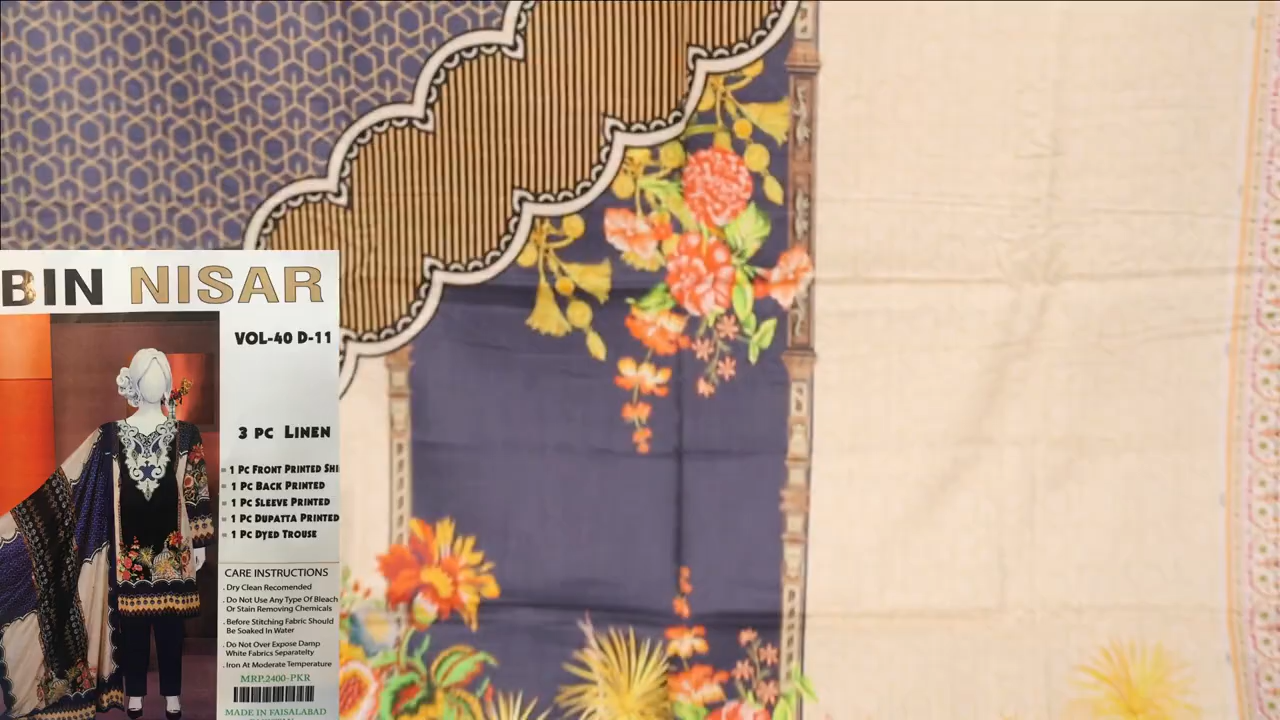 BIN NISAR
VOL-40 D-11
3 PC LINEN
1 PC FRONT PRINTED SHI
1 PC BACK PRINTED
1 PC SLEEVE PRINTED
1 PC DUPATTA PRINTED
1 PC DYED TROUSE
CARE INSTRUCTIONS
. Dry Clean Recomended
. Do Not Use Any Type Of Bleach
Or Stain Removing Chemicals
. Before Stitching Fabric Should
Be Soaked In Water
. Do Not Over Expose Damp
White Fabrics Separatelty
. Iron At Moderate Temperature
MRP.2400-PKR
MADE IN FAISALABAD